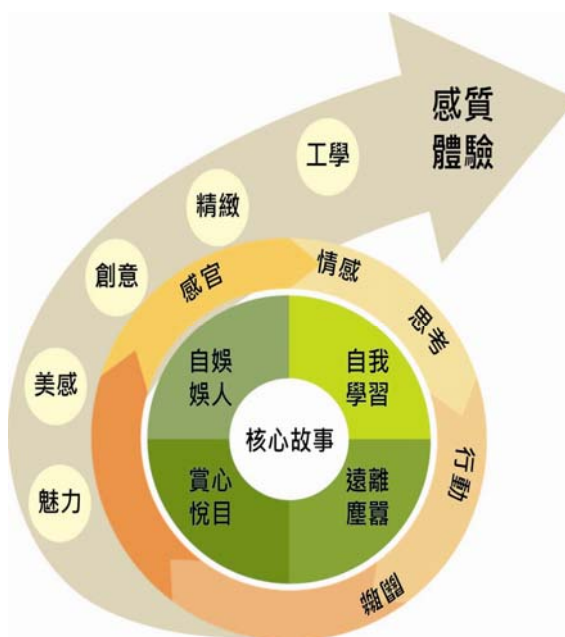 感質
體驗
工學
精緻
創意
美感
魅力
感官
情感
思考
行動
關聯
自娛
娛人
自我
學習
核心故事
賞心
悅目
遠離
塵囂